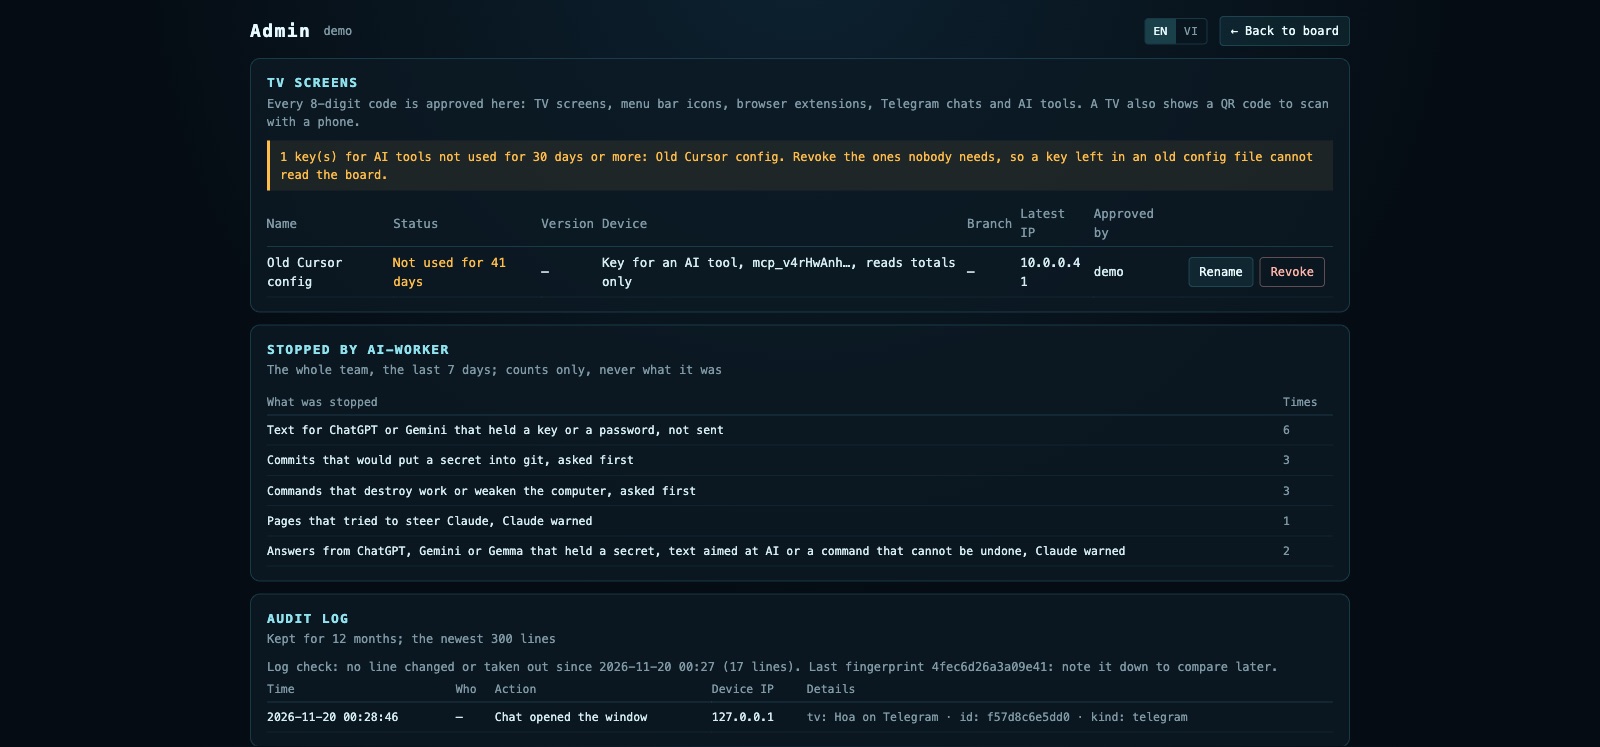 Admin demo
EN VI ← Back to board
TV SCREENS
Every 8-digit code is approved here: TV screens, menu bar icons, browser extensions, Telegram chats and AI tools. A TV also shows a QR code to scan
with a phone.
1 key(s) for AI tools not used for 30 days or more: Old Cursor config. Revoke the ones nobody needs, so a key left in an old config file cannot
read the board.
Name Status Version Device Branch Latest IP Approved by
Old Cursor config Not used for 41 days — Key for an AI tool, mcp_v4rHwAnh…, reads totals only — 10.0.0.41 demo Rename Revoke
STOPPED BY AI-WORKER
The whole team, the last 7 days; counts only, never what it was
What was stopped Times
Text for ChatGPT or Gemini that held a key or a password, not sent 6
Commits that would put a secret into git, asked first 3
Commands that destroy work or weaken the computer, asked first 3
Pages that tried to steer Claude, Claude warned 1
Answers from ChatGPT, Gemini or Gemma that held a secret, text aimed at AI or a command that cannot be undone, Claude warned 2
AUDIT LOG
Kept for 12 months; the newest 300 lines
Log check: no line changed or taken out since 2026-11-20 00:27 (17 lines). Last fingerprint 4fec6d26a3a09e41: note it down to compare later.
Time Who Action Device IP Details
2026-11-20 00:28:46 — Chat opened the window 127.0.0.1 tv: Hoa on Telegram · id: f57d8c6e5dd0 · kind: telegram